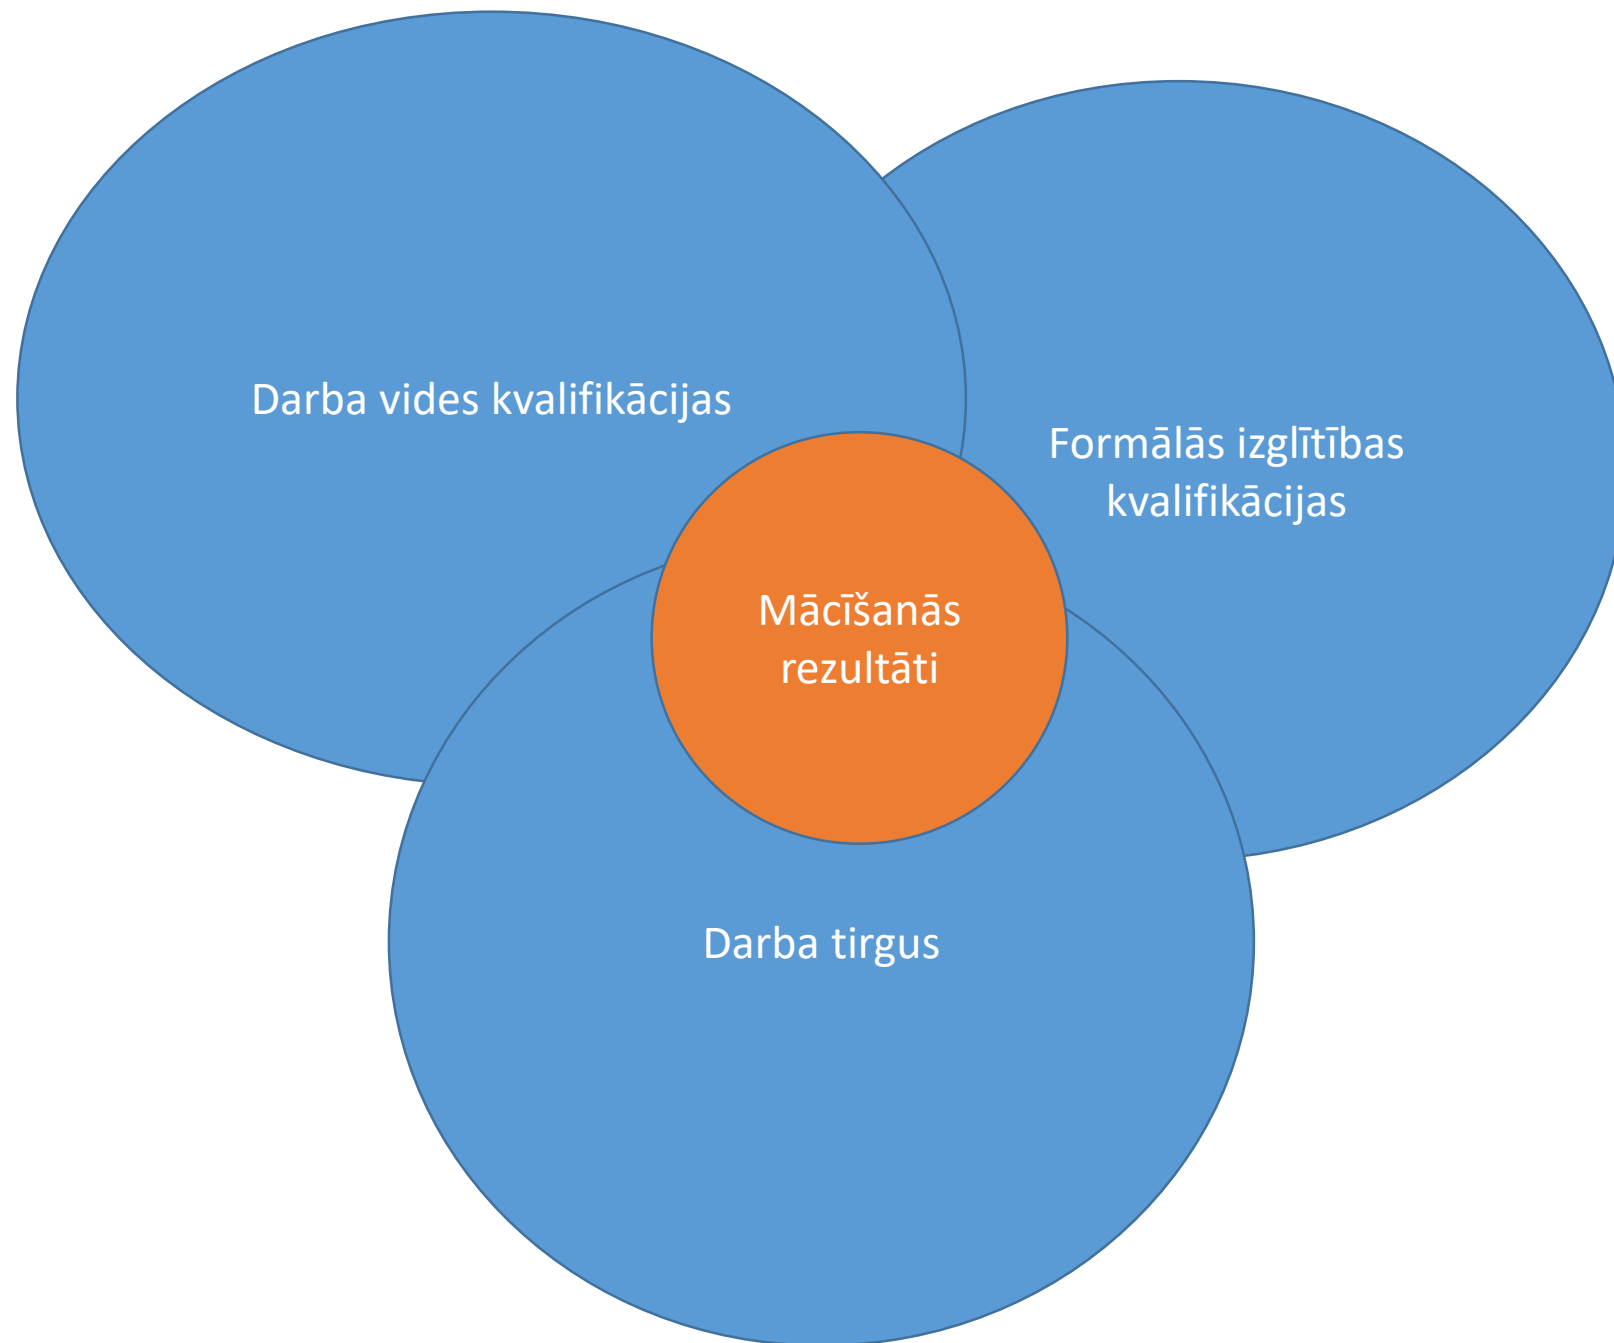 Darba vides kvalifikācijas
Formālās izglītības
kvalifikācijas
Mācīšanās
rezultāti
Darba tirgus